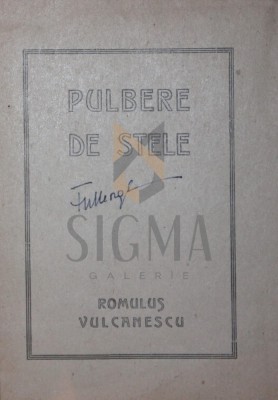 PULBERE
DE STELE
SIGMA
GALERIE
ROMULUS
VULCANESCU